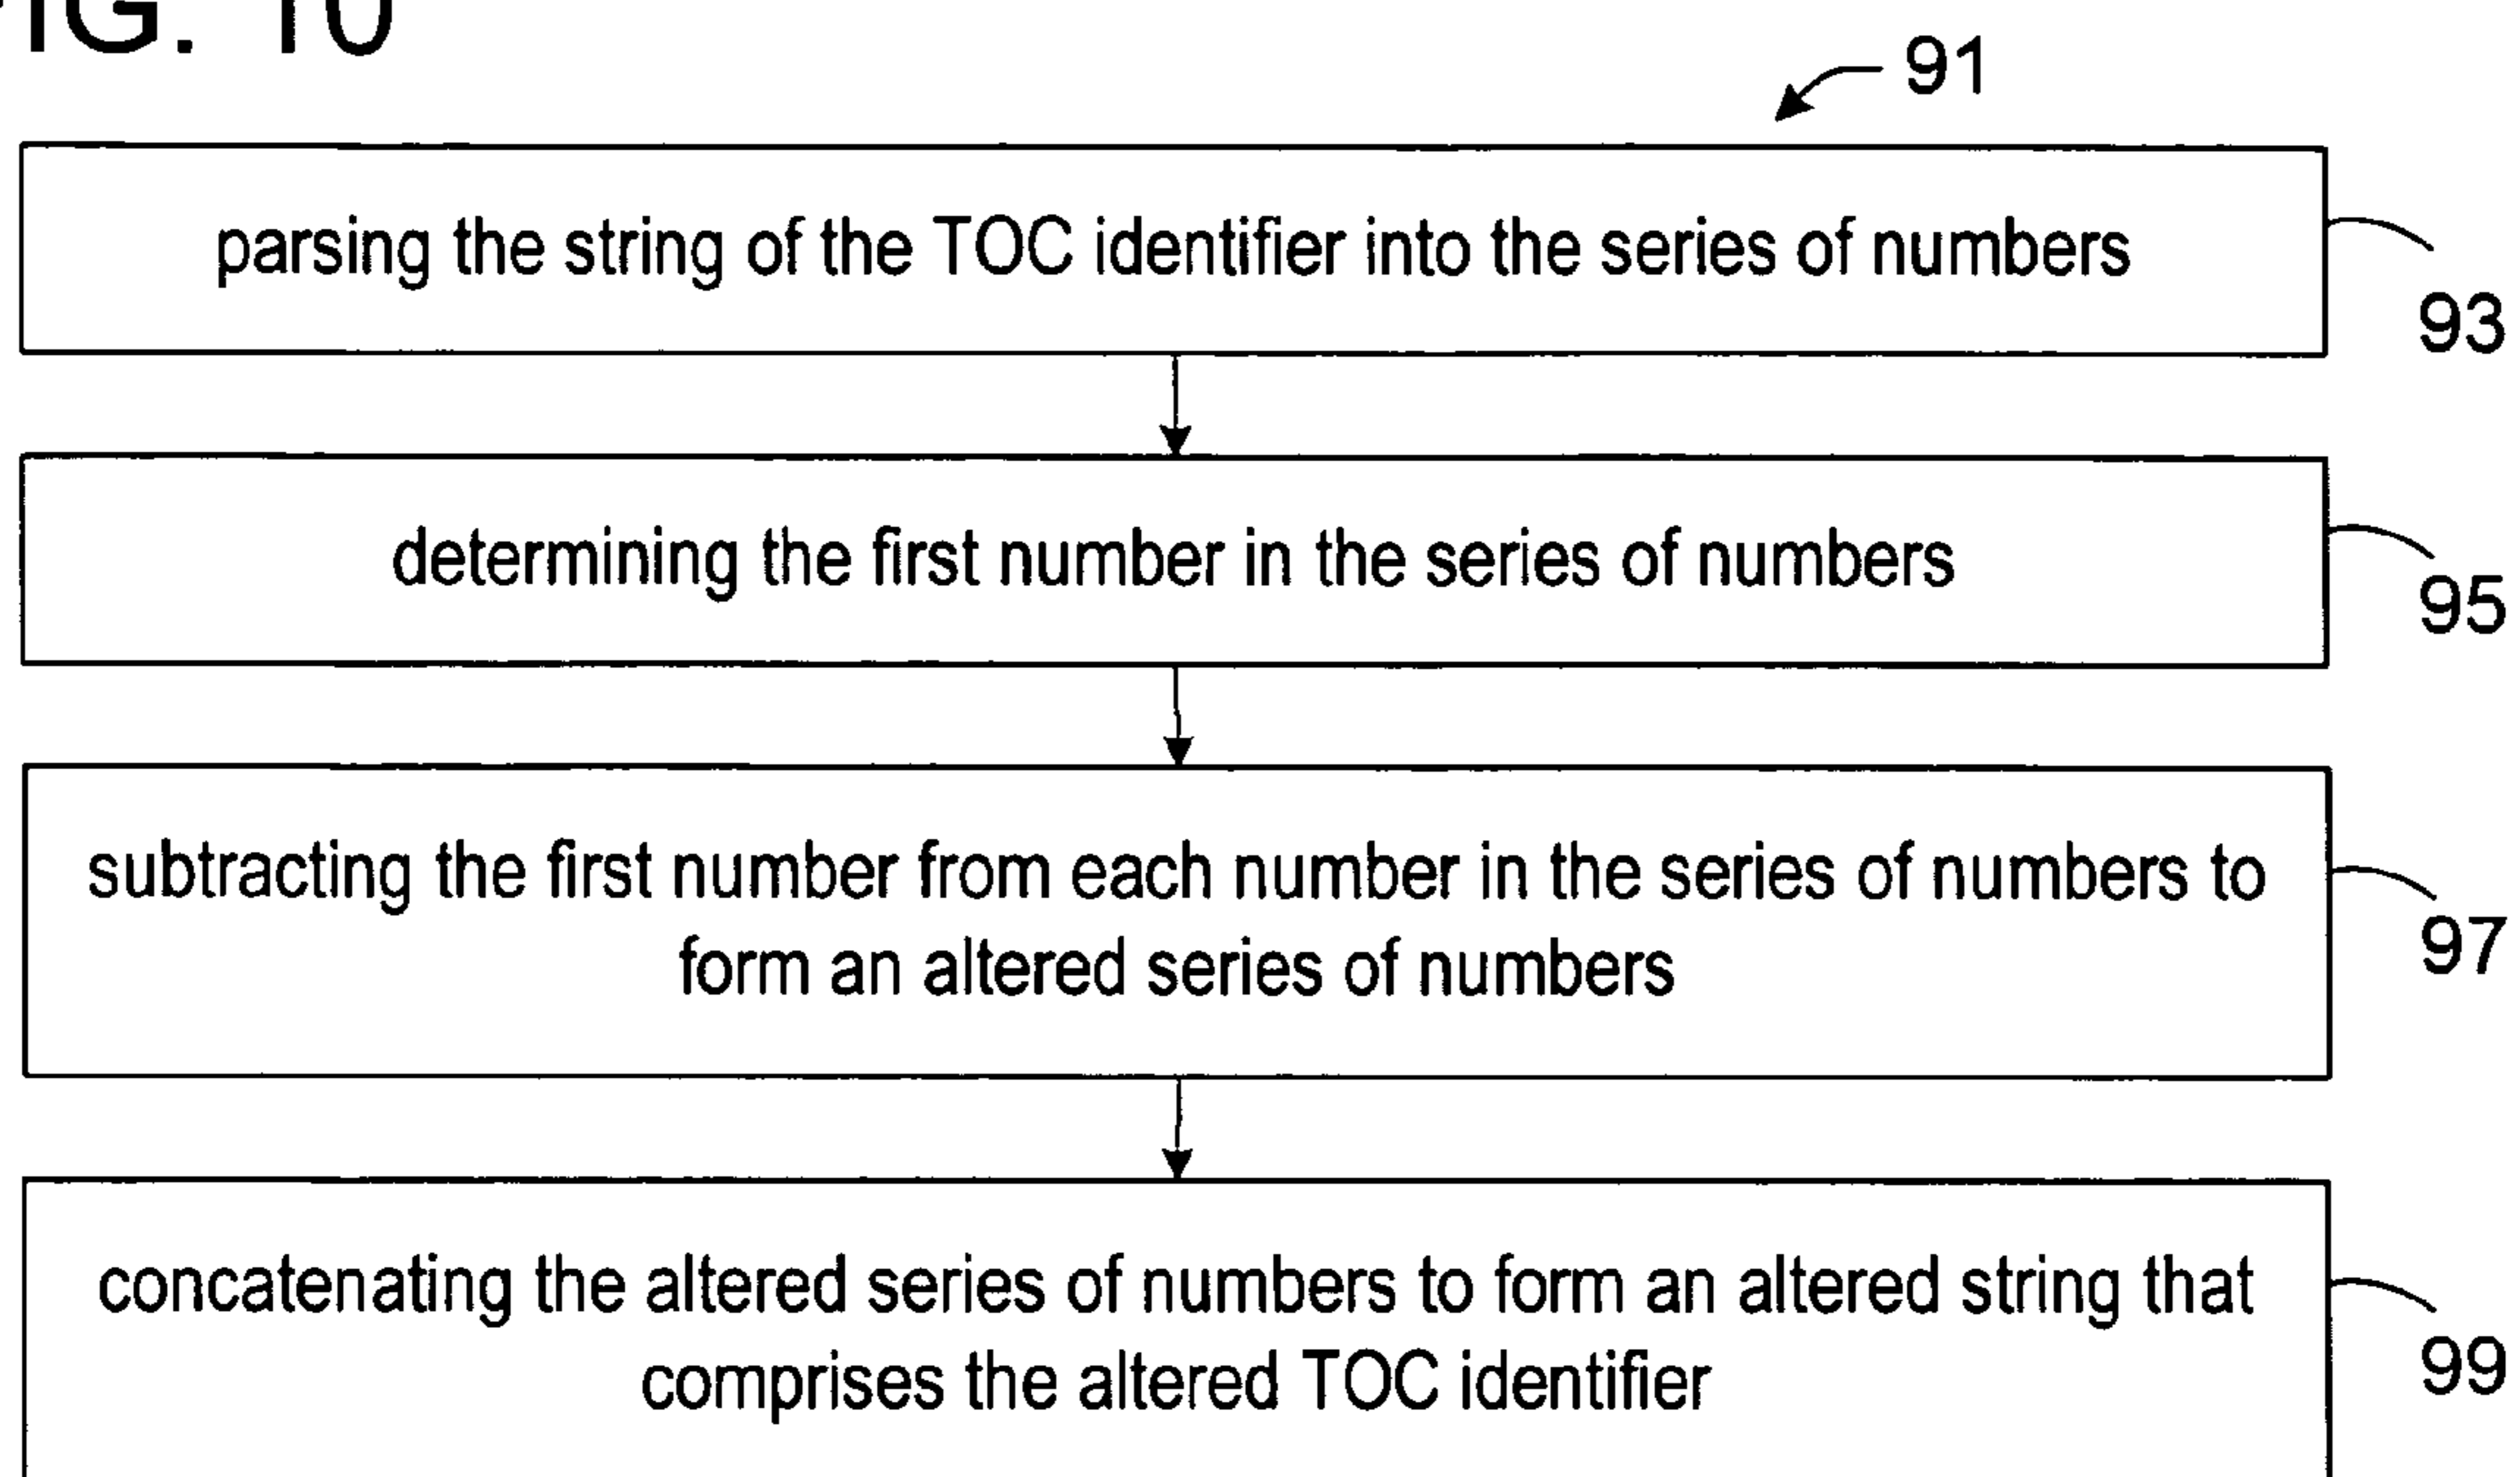 FIG. 10
91
parsing the string of the TOC identifier into the series of numbers
93
determining the first number in the series of numbers
95
subtracting the first number from each number in the series of numbers to
form an altered series of numbers
97
concatenating the altered series of numbers to form an altered string that
comprises the altered TOC identifier
99